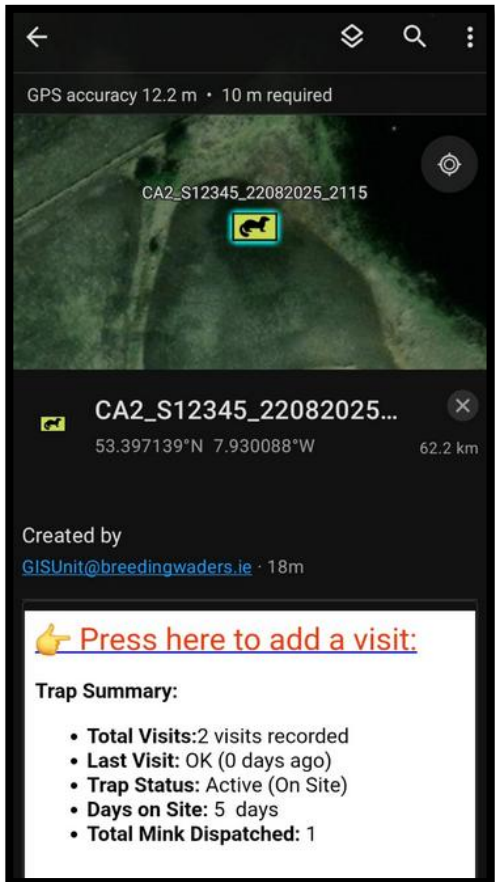 GPS accuracy 12.2 m • 10 m required
CA2_S12345_22082025_2115
CA2_S12345_22082025...
53.397139°N 7.930088°W
62.2 km
Created by
GISUnit@breedingwaders.ie · 18m
👉 Press here to add a visit:
Trap Summary:
• Total Visits:2 visits recorded
• Last Visit: OK (0 days ago)
• Trap Status: Active (On Site)
• Days on Site: 5 days
• Total Mink Dispatched: 1